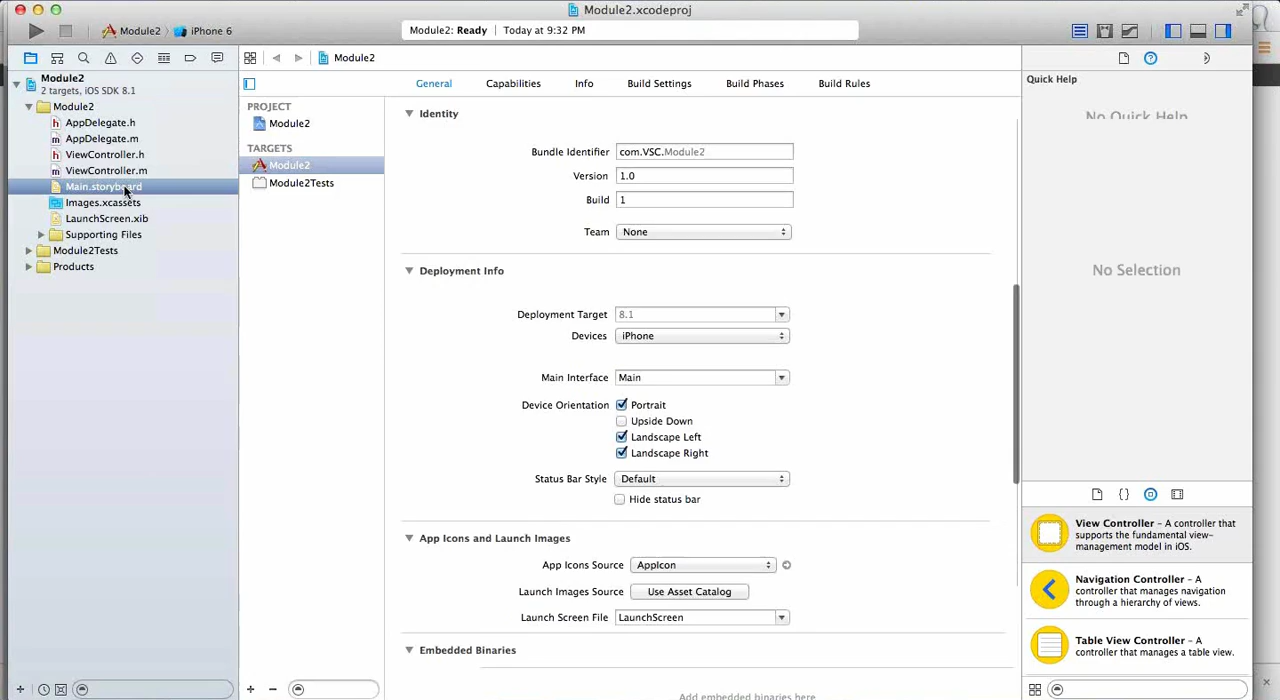 Module2.xcodeproj
Module2 〉 iPhone 6
Module2: Ready | Today at 9:32 PM
Module2
2 targets, iOS SDK 8.1
Module2
AppDelegate.h
AppDelegate.m
ViewController.h
ViewController.m
Main.storyboard
Images.xcassets
LaunchScreen.xib
Supporting Files
Module2Tests
Products
Module2
General Capabilities Info Build Settings Build Phases Build Rules
PROJECT
Module2
TARGETS
Module2
Module2Tests
Identity
Bundle Identifier com.VSC.Module2
Version 1.0
Build 1
Team None
Deployment Info
Deployment Target 8.1
Devices iPhone
Main Interface Main
Device Orientation Portrait
Upside Down
Landscape Left
Landscape Right
Status Bar Style Default
Hide status bar
App Icons and Launch Images
App Icons Source AppIcon
Launch Images Source Use Asset Catalog
Launch Screen File LaunchScreen
Embedded Binaries
Add embedded binaries here
Quick Help
No Quick Help
No Selection
View Controller – A controller that
supports the fundamental view-
management model in iOS.
Navigation Controller – A
controller that manages navigation
through a hierarchy of views.
Table View Controller – A
controller that manages a table view.